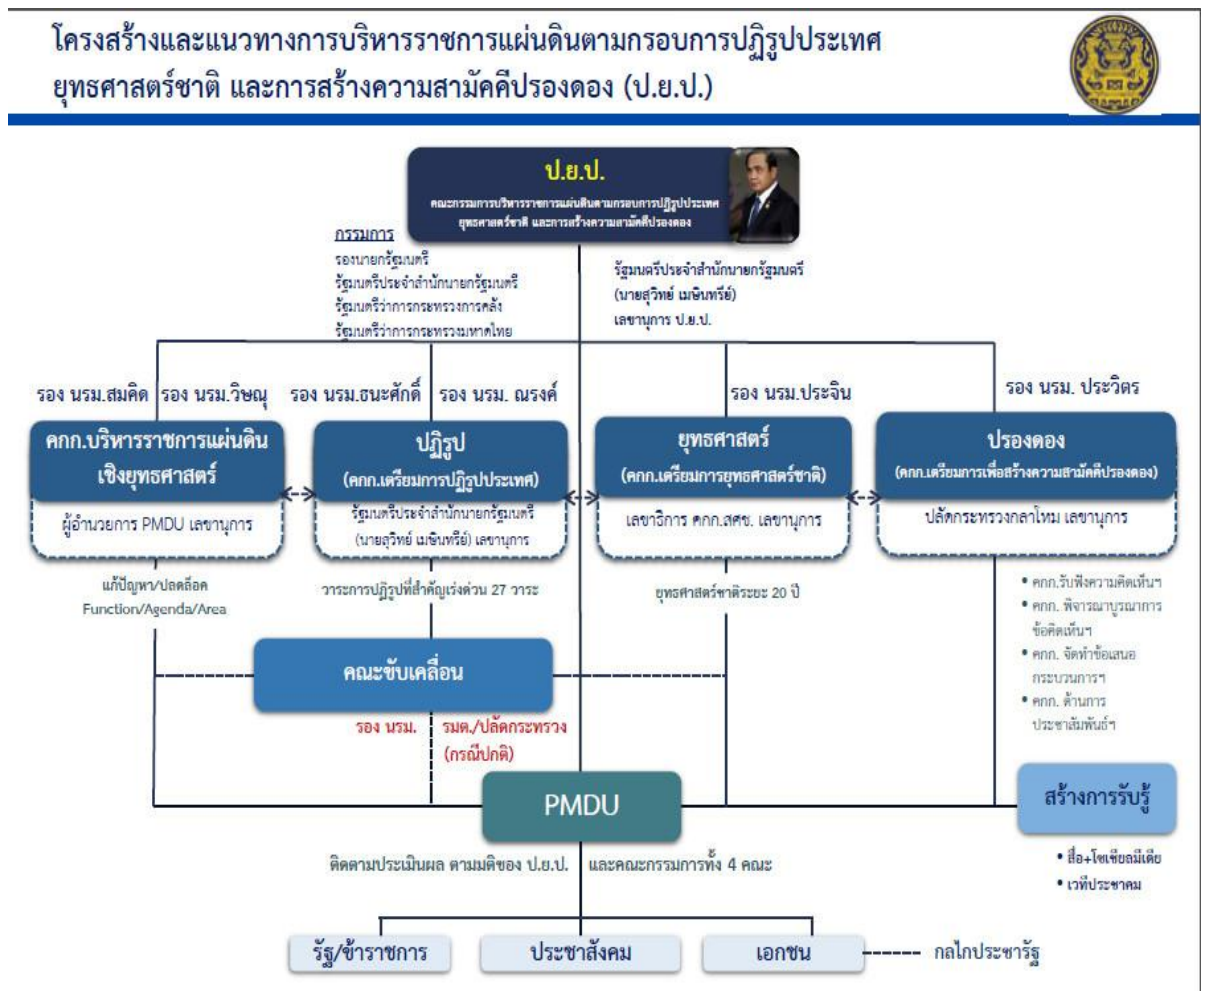 โครงสร้างและแนวทางการบริหารราชการแผ่นดินตามกรอบการปฏิรูปประเทศ
ยุทธศาสตร์ชาติ และการสร้างความสามัคคีปรองดอง (ป.ย.ป.)
ป.ย.ป.
คณะกรรมการบริหารราชการแผ่นดินตามกรอบการปฏิรูปประเทศ
ยุทธศาสตร์ชาติ และการสร้างความสามัคคีปรองดอง
กรรมการ
รองนายกรัฐมนตรี
รัฐมนตรีประจำสำนักนายกรัฐมนตรี
รัฐมนตรีว่าการกระทรวงการคลัง
รัฐมนตรีว่าการกระทรวงมหาดไทย
รัฐมนตรีประจำสำนักนายกรัฐมนตรี
(นายสุวิทย์ เมษินทรีย์)
เลขานุการ ป.ย.ป.
รอง นรม.สมคิด
รอง นรม.วิษณุ
คกก.บริหารราชการแผ่นดิน
เชิงยุทธศาสตร์
ผู้อำนวยการ PMDU เลขานุการ
แก้ปัญหา/ปลดล็อค
Function/Agenda/Area
รอง นรม.ธนะศักดิ์
รอง นรม. ณรงค์
ปฏิรูป
(คกก.เตรียมการปฏิรูปประเทศ)
รัฐมนตรีประจำสำนักนายกรัฐมนตรี
(นายสุวิทย์ เมษินทรีย์) เลขานุการ
วาระการปฏิรูปที่สำคัญเร่งด่วน 27 วาระ
รอง นรม.ประจิน
ยุทธศาสตร์
(คกก.เตรียมการยุทธศาสตร์ชาติ)
เลขาธิการ คกก.สศช. เลขานุการ
ยุทธศาสตร์ชาติระยะ 20 ปี
รอง นรม. ประวิตร
ปรองดอง
(คกก.เตรียมการเพื่อสร้างความสามัคคีปรองดอง)
ปลัดกระทรวงกลาโหม เลขานุการ
• คกก.รับฟังความคิดเห็นฯ
• คกก. พิจารณาบูรณาการ
ข้อคิดเห็นฯ
• คกก. จัดทำข้อเสนอ
กระบวนการฯ
• คกก. ด้านการ
ประชาสัมพันธ์ฯ
คณะขับเคลื่อน
รอง นรม.
รมต./ปลัดกระทรวง
(กรณีปกติ)
PMDU
สร้างการรับรู้
• สื่อ+โซเชียลมีเดีย
• เวทีประชาคม
ติดตามประเมินผล ตามมติของ ป.ย.ป.
และคณะกรรมการทั้ง 4 คณะ
รัฐ/ข้าราชการ
ประชาสังคม
เอกชน
กลไกประชารัฐ